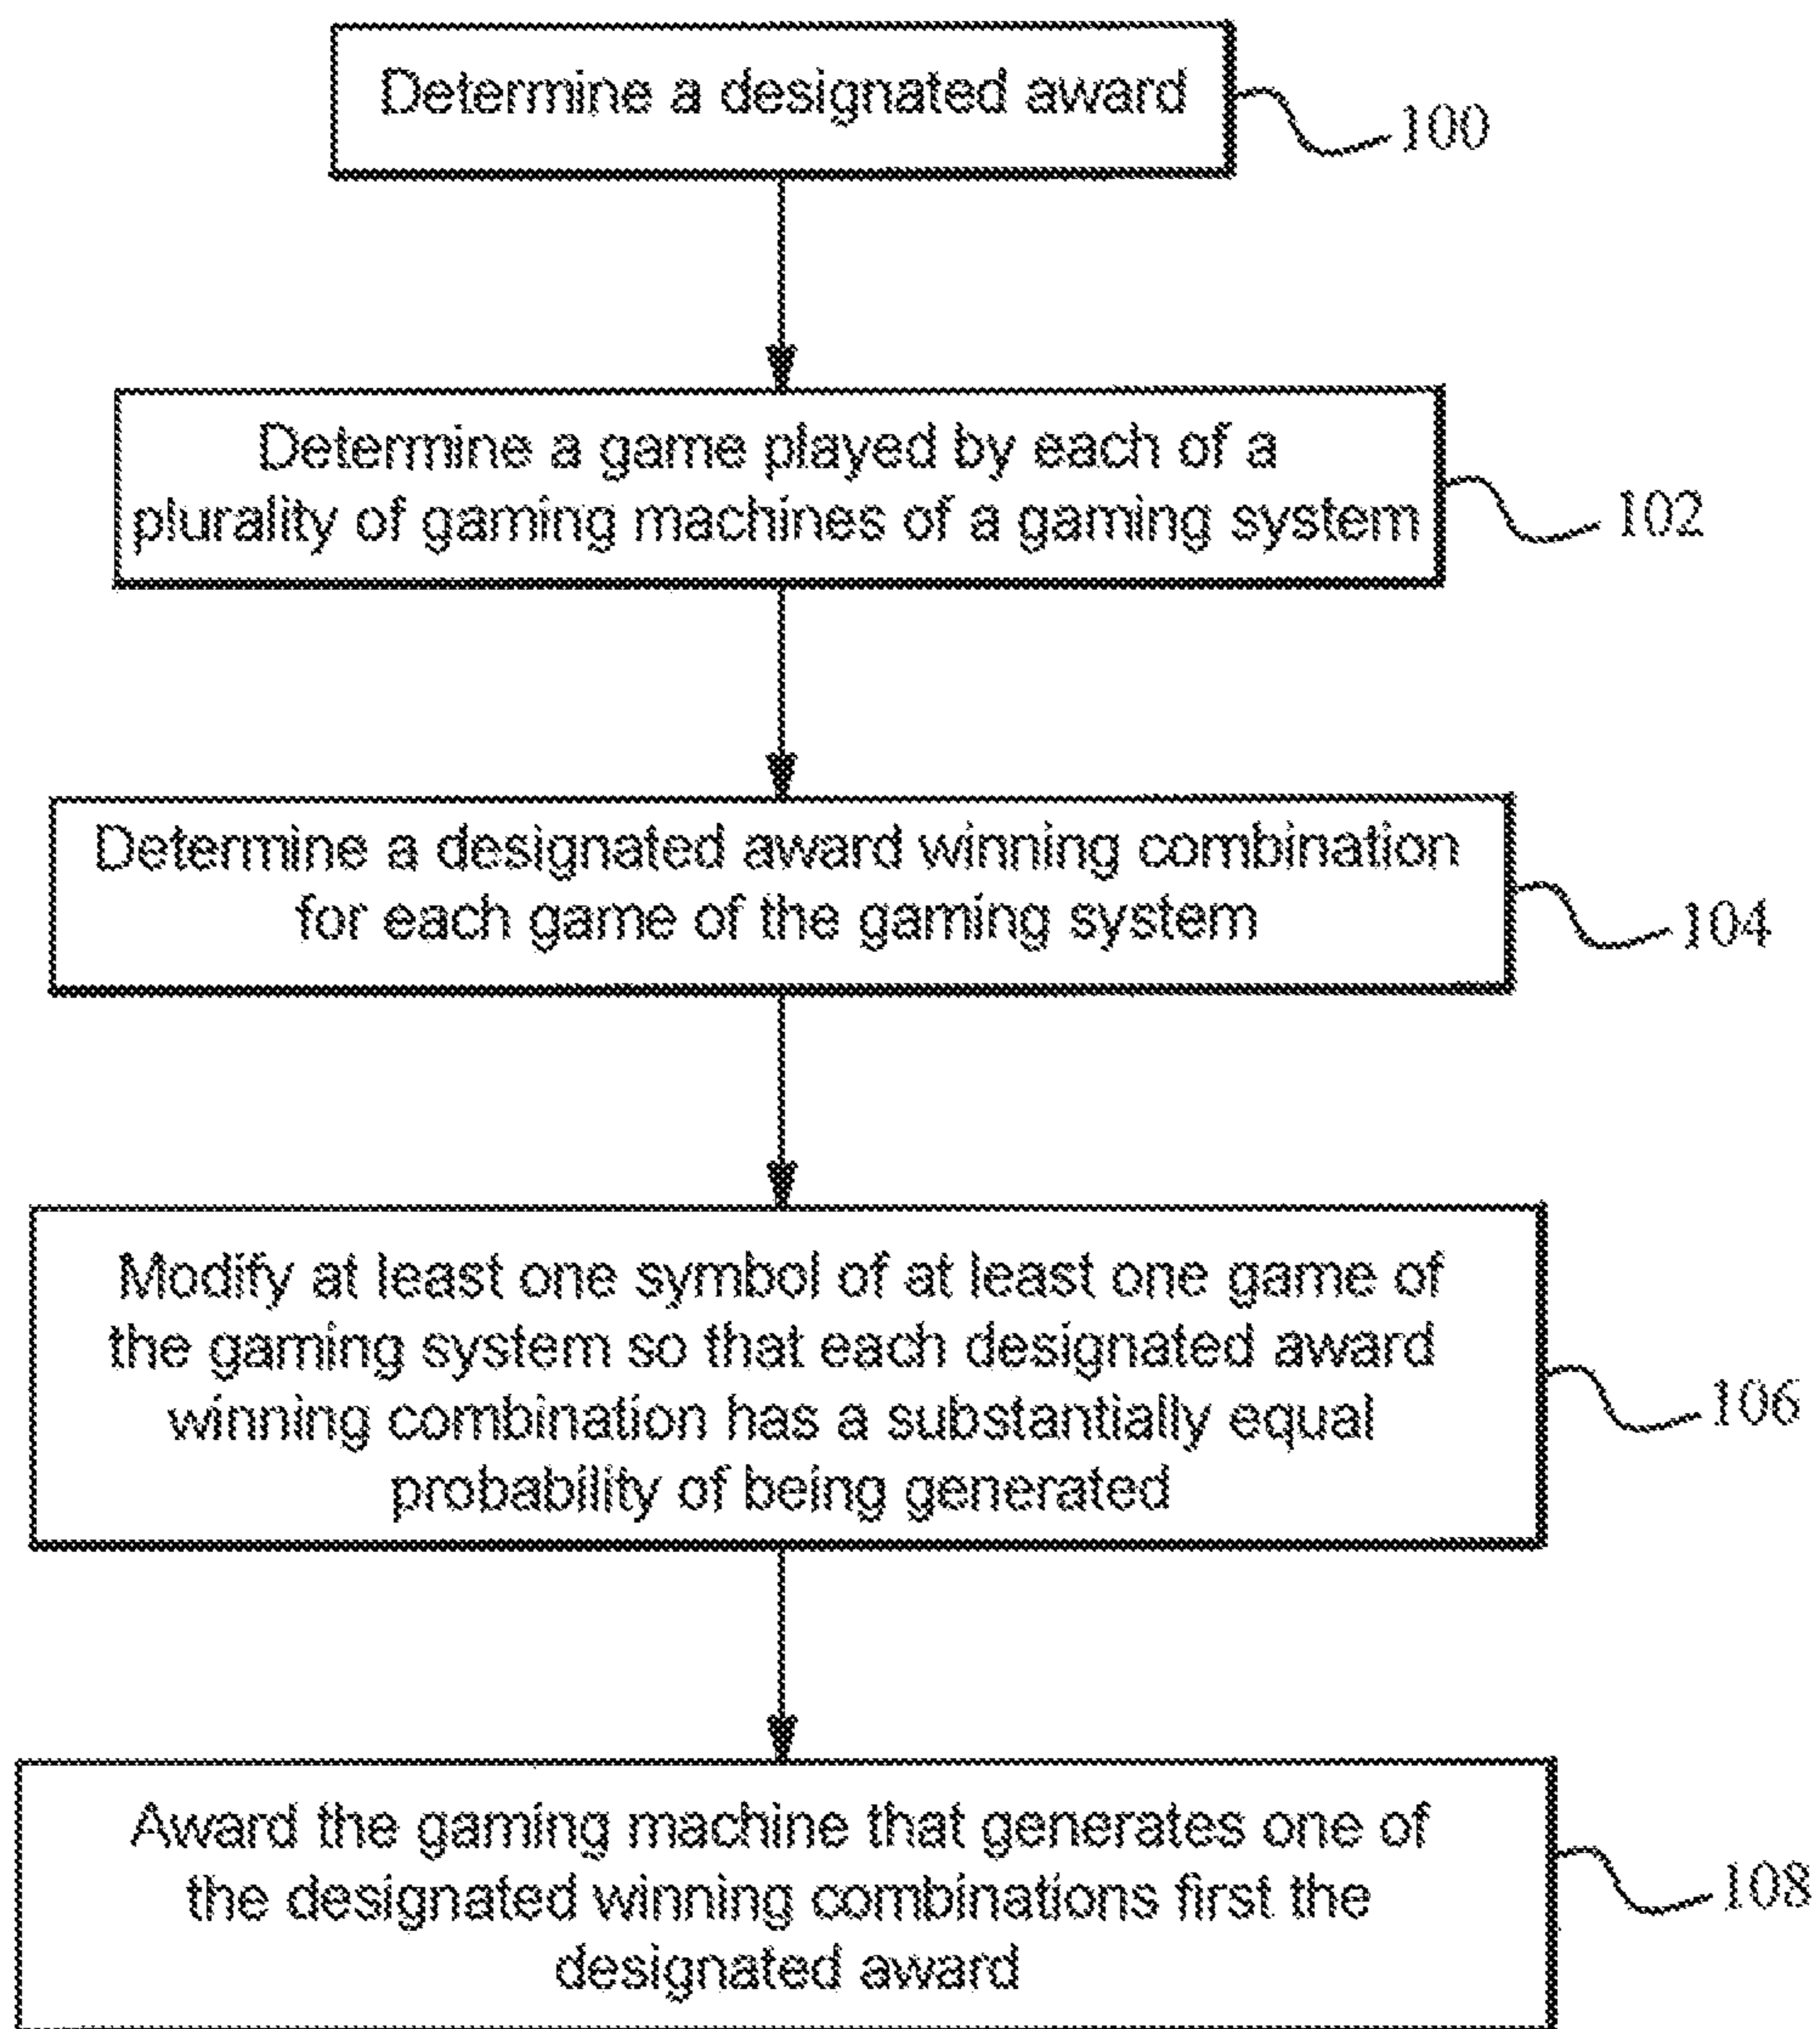 Determine a designated award
100
Determine a game played by each of a
plurality of gaming machines of a gaming system
102
Determine a designated award winning combination
for each game of the gaming system
104
Modify at least one symbol of at least one game of
the gaming system so that each designated award
winning combination has a substantially equal
probability of being generated
106
Award the gaming machine that generates one of
the designated winning combinations first the
designated award
108